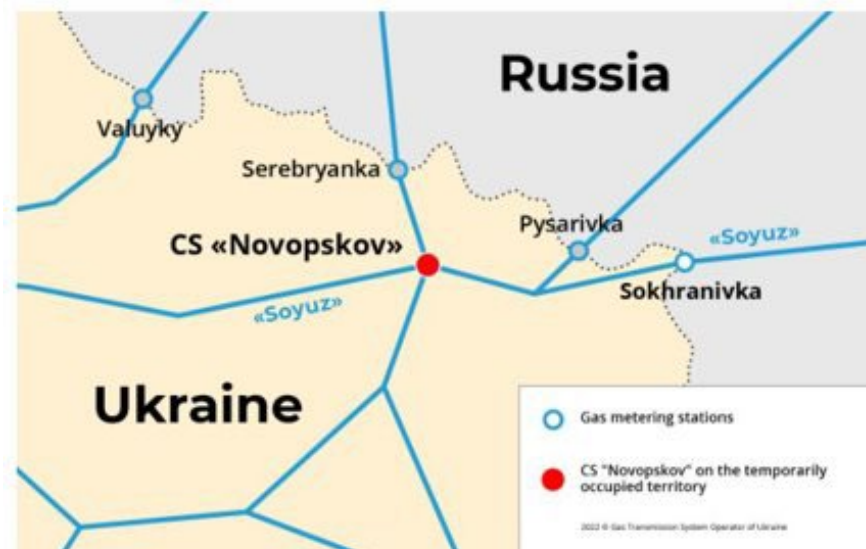 Russia
Valuyky
Serebryanka
Pysarivka
CS «Novopskov»
«Soyuz»
Sokhranivka
«Soyuz»
Ukraine
Gas metering stations
CS "Novopskov" on the temporarily
occupied territory
2022 © Gas Transmission System Operator of Ukraine